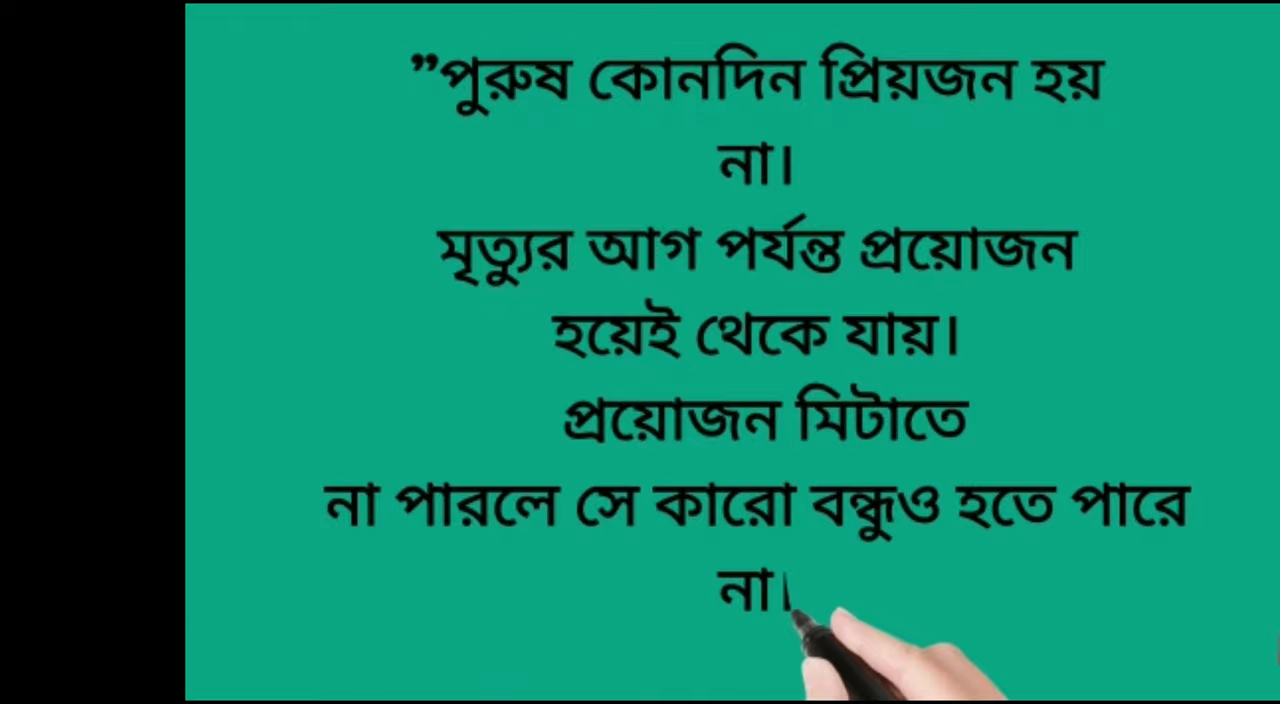 ”পুরুষ কোনদিন প্রিয়জন হয়
না।
মৃত্যুর আগ পর্যন্ত প্রয়োজন
হয়েই থেকে যায়।
প্রয়োজন মিটাতে
না পারলে সে কারো বন্ধুও হতে পারে
না।